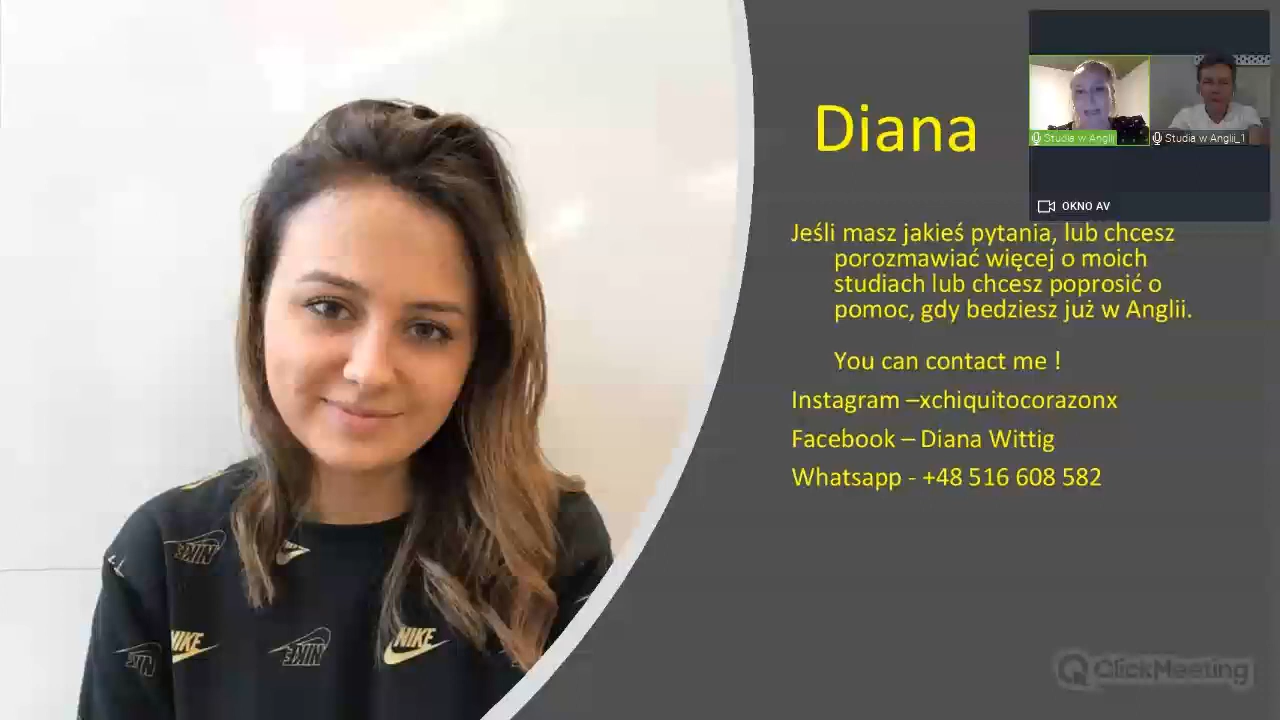 Diana
Studia w Anglii
Studia w Anglii_1
OKNO AV
Jeśli masz jakieś pytania, lub chcesz
porozmawiać więcej o moich
studiach lub chcesz poprosić o
pomoc, gdy bedziesz już w Anglii.
You can contact me !
Instagram –xchiquitocorazonx
Facebook – Diana Wittig
Whatsapp - +48 516 608 582
NIKE
NIKE
NIKE
NIKE
ClickMeeting